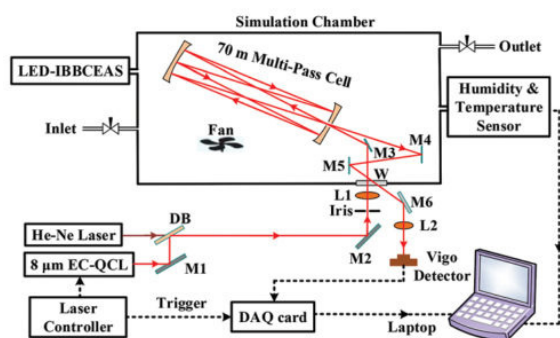 Simulation Chamber
LED-IBBCEAS
70 m Multi-Pass Cell
Outlet
Humidity &
Temperature
Sensor
Inlet
Fan
M3
M4
M5
W
L1
Iris
M6
L2
DB
He-Ne Laser
M2
Vigo
Detector
8 μm EC-QCL
M1
Laser
Controller
Trigger
DAQ card
Laptop